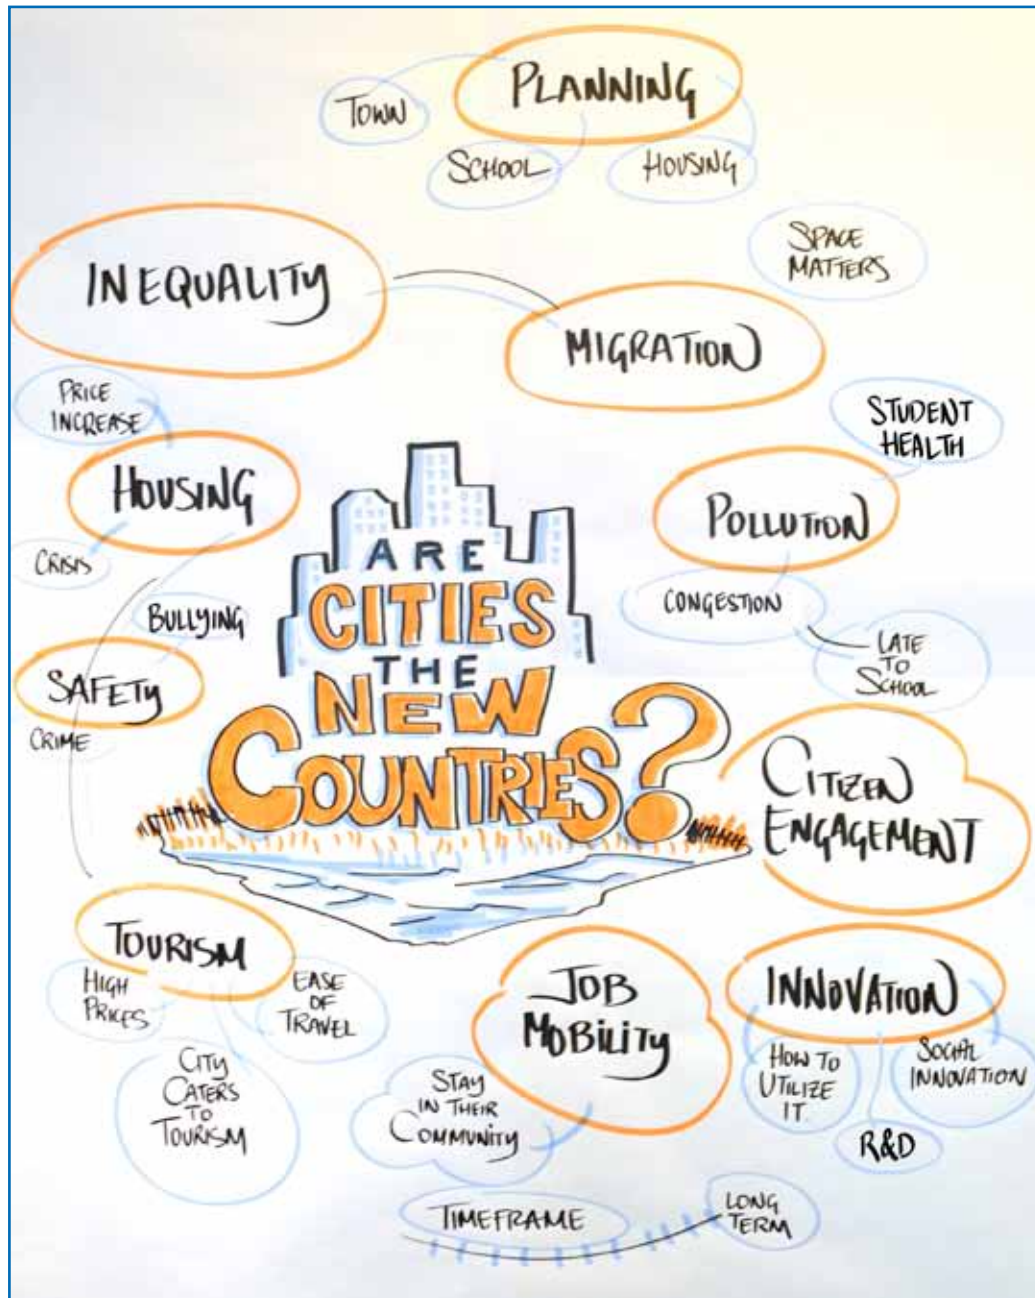 PLANNING
TOWN
SCHOOL
HOUSING
SPACE
MATTERS
INEQUALITY
MIGRATION
PRICE
INCREASE
HOUSING
CRISIS
STUDENT
HEALTH
POLLUTION
CONGESTION
LATE
TO
SCHOOL
BULLYING
SAFETY
CRIME
ARE
CITIES
THE
NEW
COUNTRIES?
CITIZEN
ENGAGEMENT
TOURISM
HIGH
PRICES
EASE
OF
TRAVEL
CITY
CATERS
TO
TOURISM
JOB
MOBILITY
STAY
IN THEIR
COMMUNITY
INNOVATION
HOW TO
UTILIZE
IT
SOCIAL
INNOVATION
R&D
TIMEFRAME
LONG
TERM